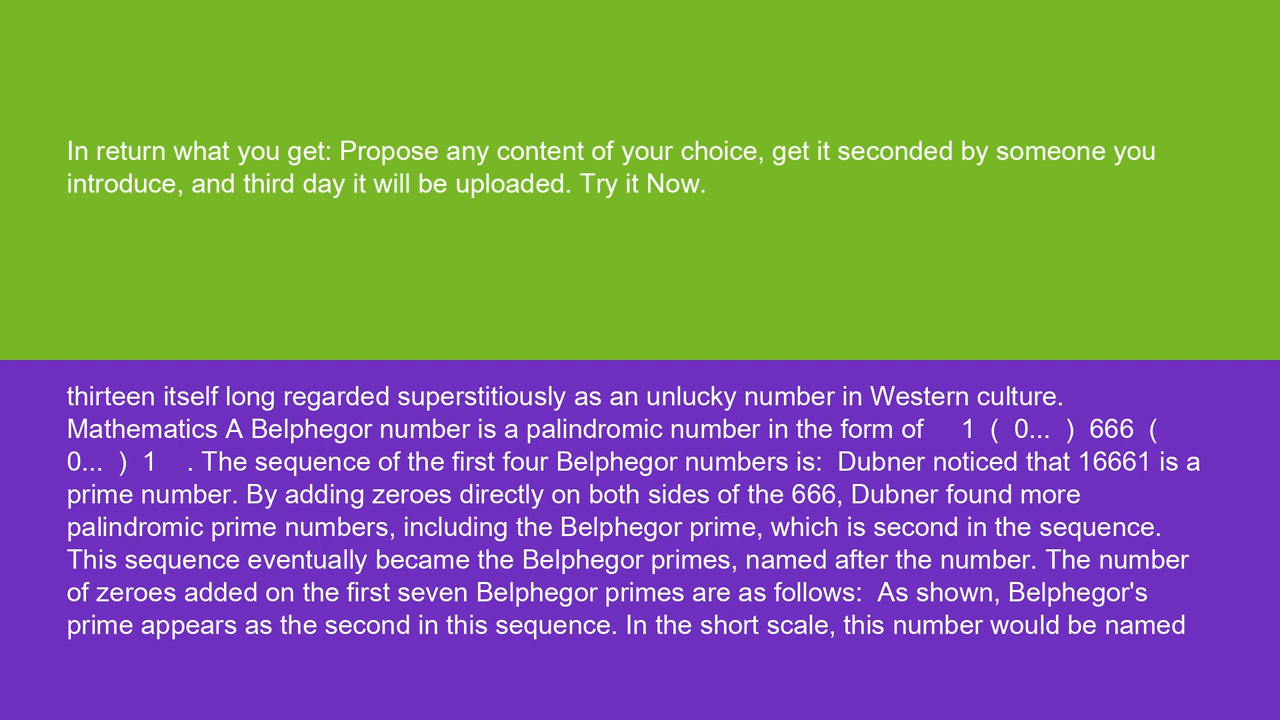 In return what you get: Propose any content of your choice, get it seconded by someone you
introduce, and third day it will be uploaded. Try it Now.
thirteen itself long regarded superstitiously as an unlucky number in Western culture.
Mathematics A Belphegor number is a palindromic number in the form of 1 ( 0... ) 666 (
0... ) 1 . The sequence of the first four Belphegor numbers is: Dubner noticed that 16661 is a
prime number. By adding zeroes directly on both sides of the 666, Dubner found more
palindromic prime numbers, including the Belphegor prime, which is second in the sequence.
This sequence eventually became the Belphegor primes, named after the number. The number
of zeroes added on the first seven Belphegor primes are as follows: As shown, Belphegor's
prime appears as the second in this sequence. In the short scale, this number would be named